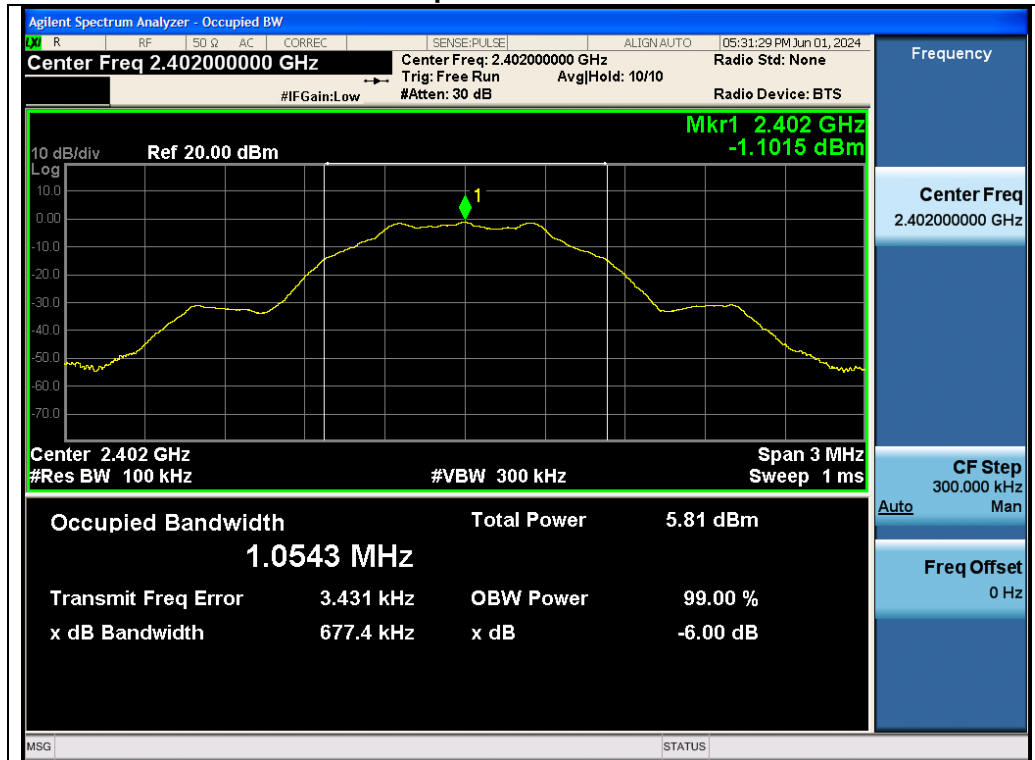 Agilent Spectrum Analyzer - Occupied BW
LXI R RF 50 Ω AC CORREC SENSE:PULSE ALIGN AUTO 05:31:29 PM Jun 01, 2024
Center Freq 2.402000000 GHz
Center Freq: 2.402000000 GHz Radio Std: None
Trig: Free Run Avg|Hold: 10/10
#IFGain:Low #Atten: 30 dB Radio Device: BTS
Frequency
Mkr1 2.402 GHz
-1.1015 dBm
10 dB/div Ref 20.00 dBm
Log
10.0
0.00
-10.0
-20.0
-30.0
-40.0
-50.0
-60.0
-70.0
1
Center 2.402 GHz Span 3 MHz
#Res BW 100 kHz #VBW 300 kHz Sweep 1 ms
Center Freq
2.402000000 GHz
CF Step
300.000 kHz
Auto Man
Freq Offset
0 Hz
Occupied Bandwidth Total Power 5.81 dBm
1.0543 MHz
Transmit Freq Error 3.431 kHz OBW Power 99.00 %
x dB Bandwidth 677.4 kHz x dB -6.00 dB
MSG STATUS